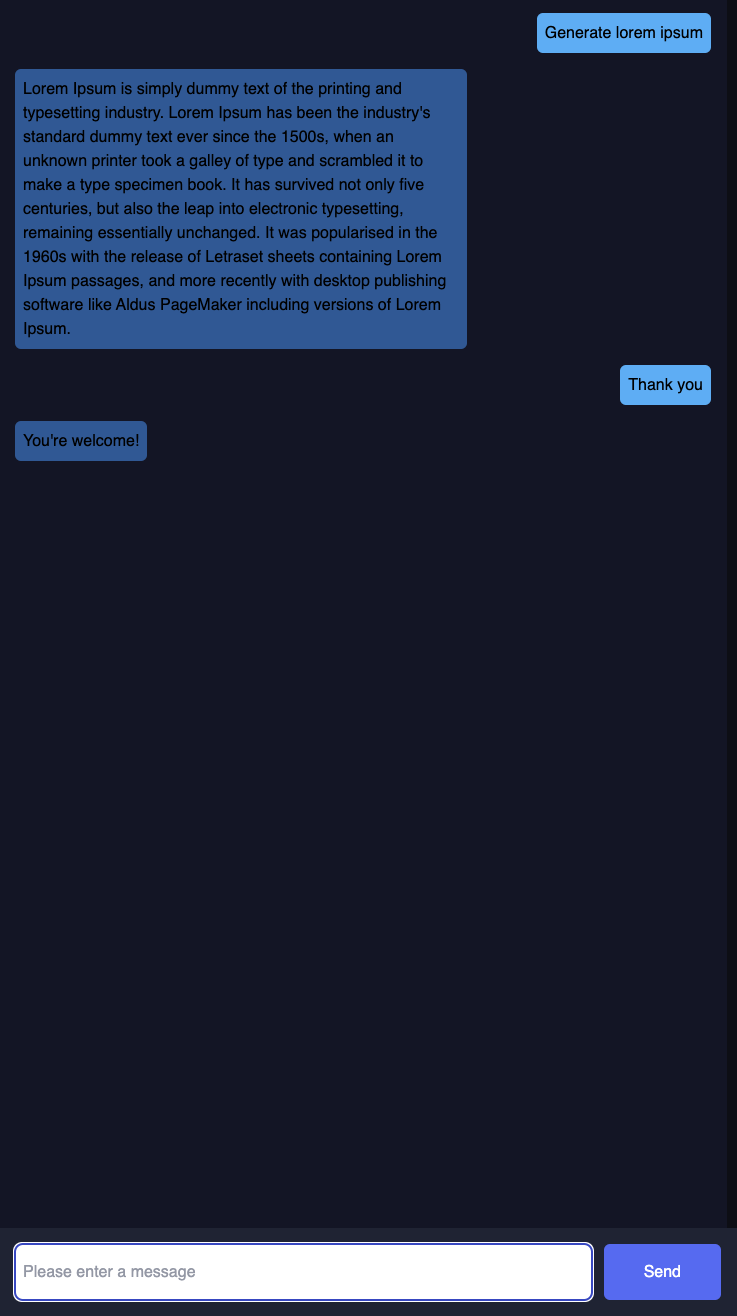 Generate lorem ipsum
Lorem Ipsum is simply dummy text of the printing and
typesetting industry. Lorem Ipsum has been the industry's
standard dummy text ever since the 1500s, when an
unknown printer took a galley of type and scrambled it to
make a type specimen book. It has survived not only five
centuries, but also the leap into electronic typesetting,
remaining essentially unchanged. It was popularised in the
1960s with the release of Letraset sheets containing Lorem
Ipsum passages, and more recently with desktop publishing
software like Aldus PageMaker including versions of Lorem
Ipsum.
Thank you
You're welcome!
Please enter a message
Send